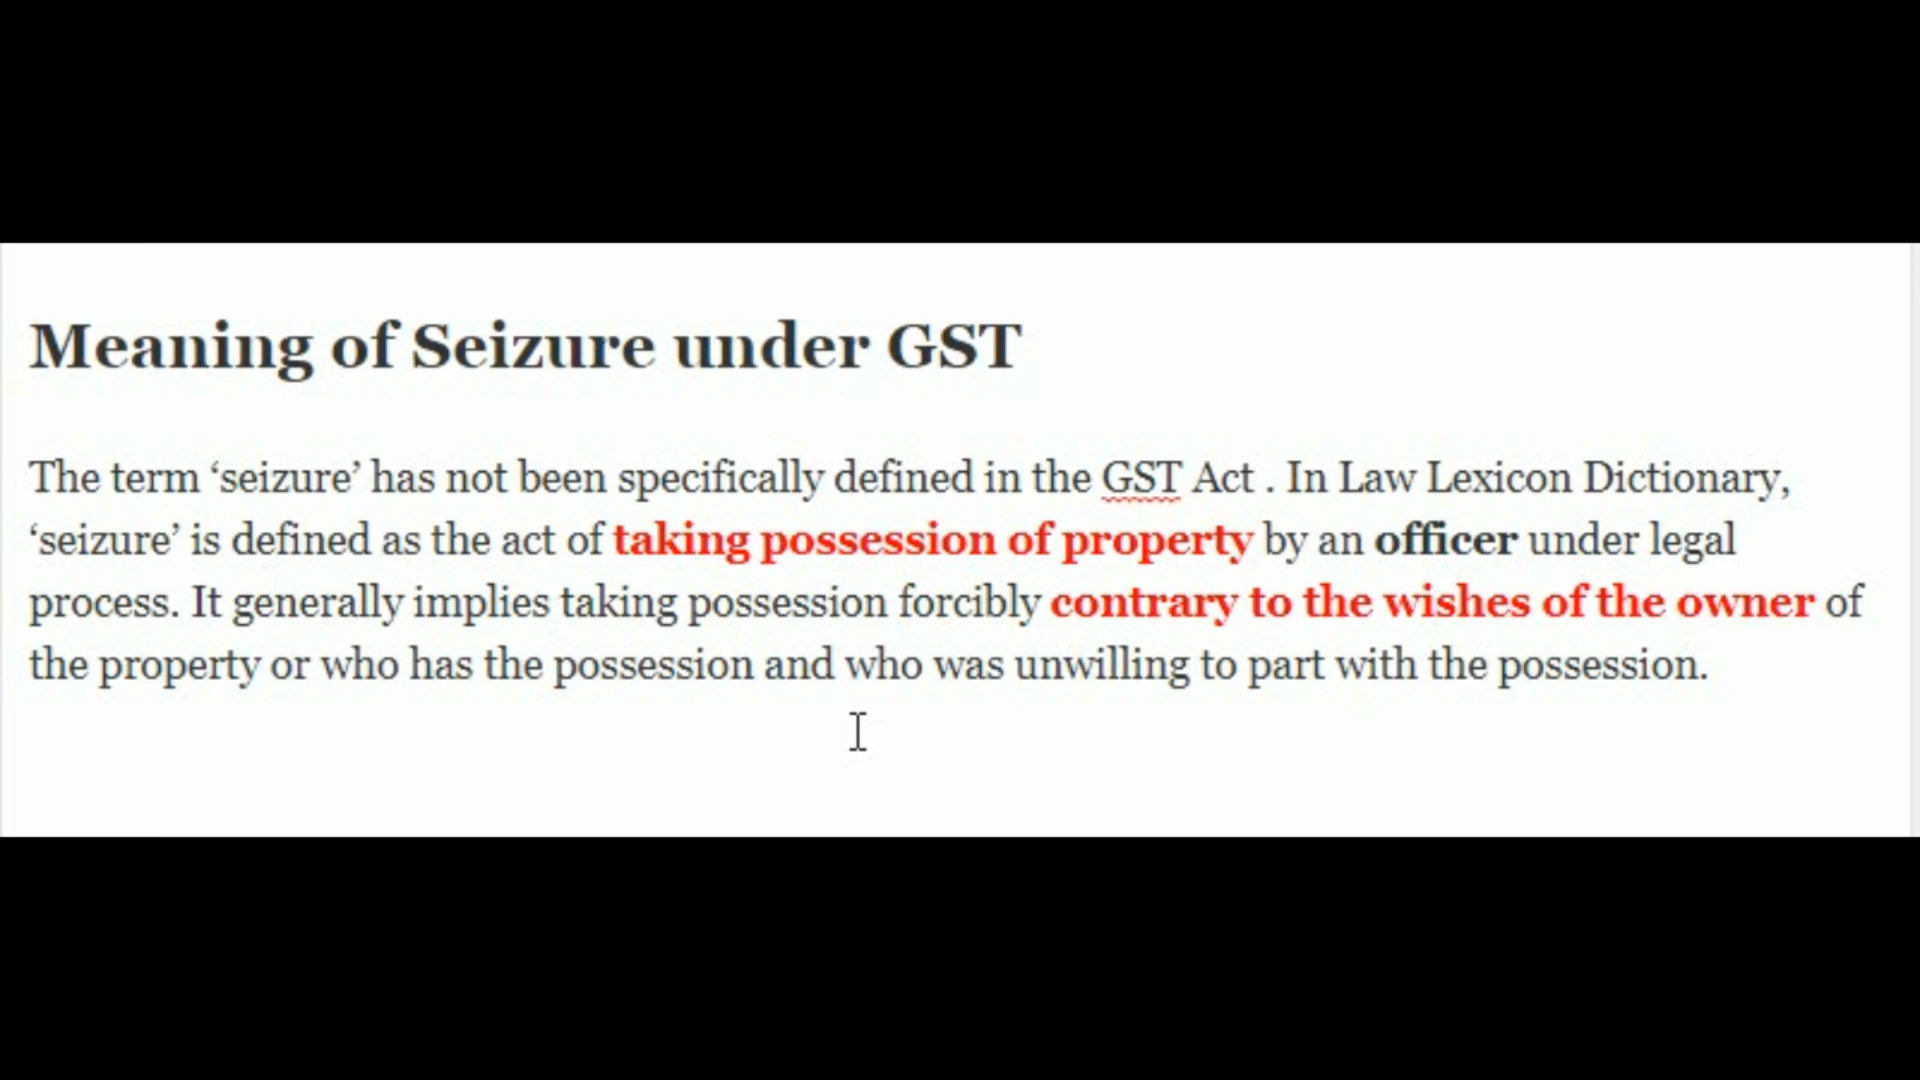 Meaning of Seizure under GST
The term ‘seizure’ has not been specifically defined in the GST Act . In Law Lexicon Dictionary,
‘seizure’ is defined as the act of taking possession of property by an officer under legal
process. It generally implies taking possession forcibly contrary to the wishes of the owner of
the property or who has the possession and who was unwilling to part with the possession.